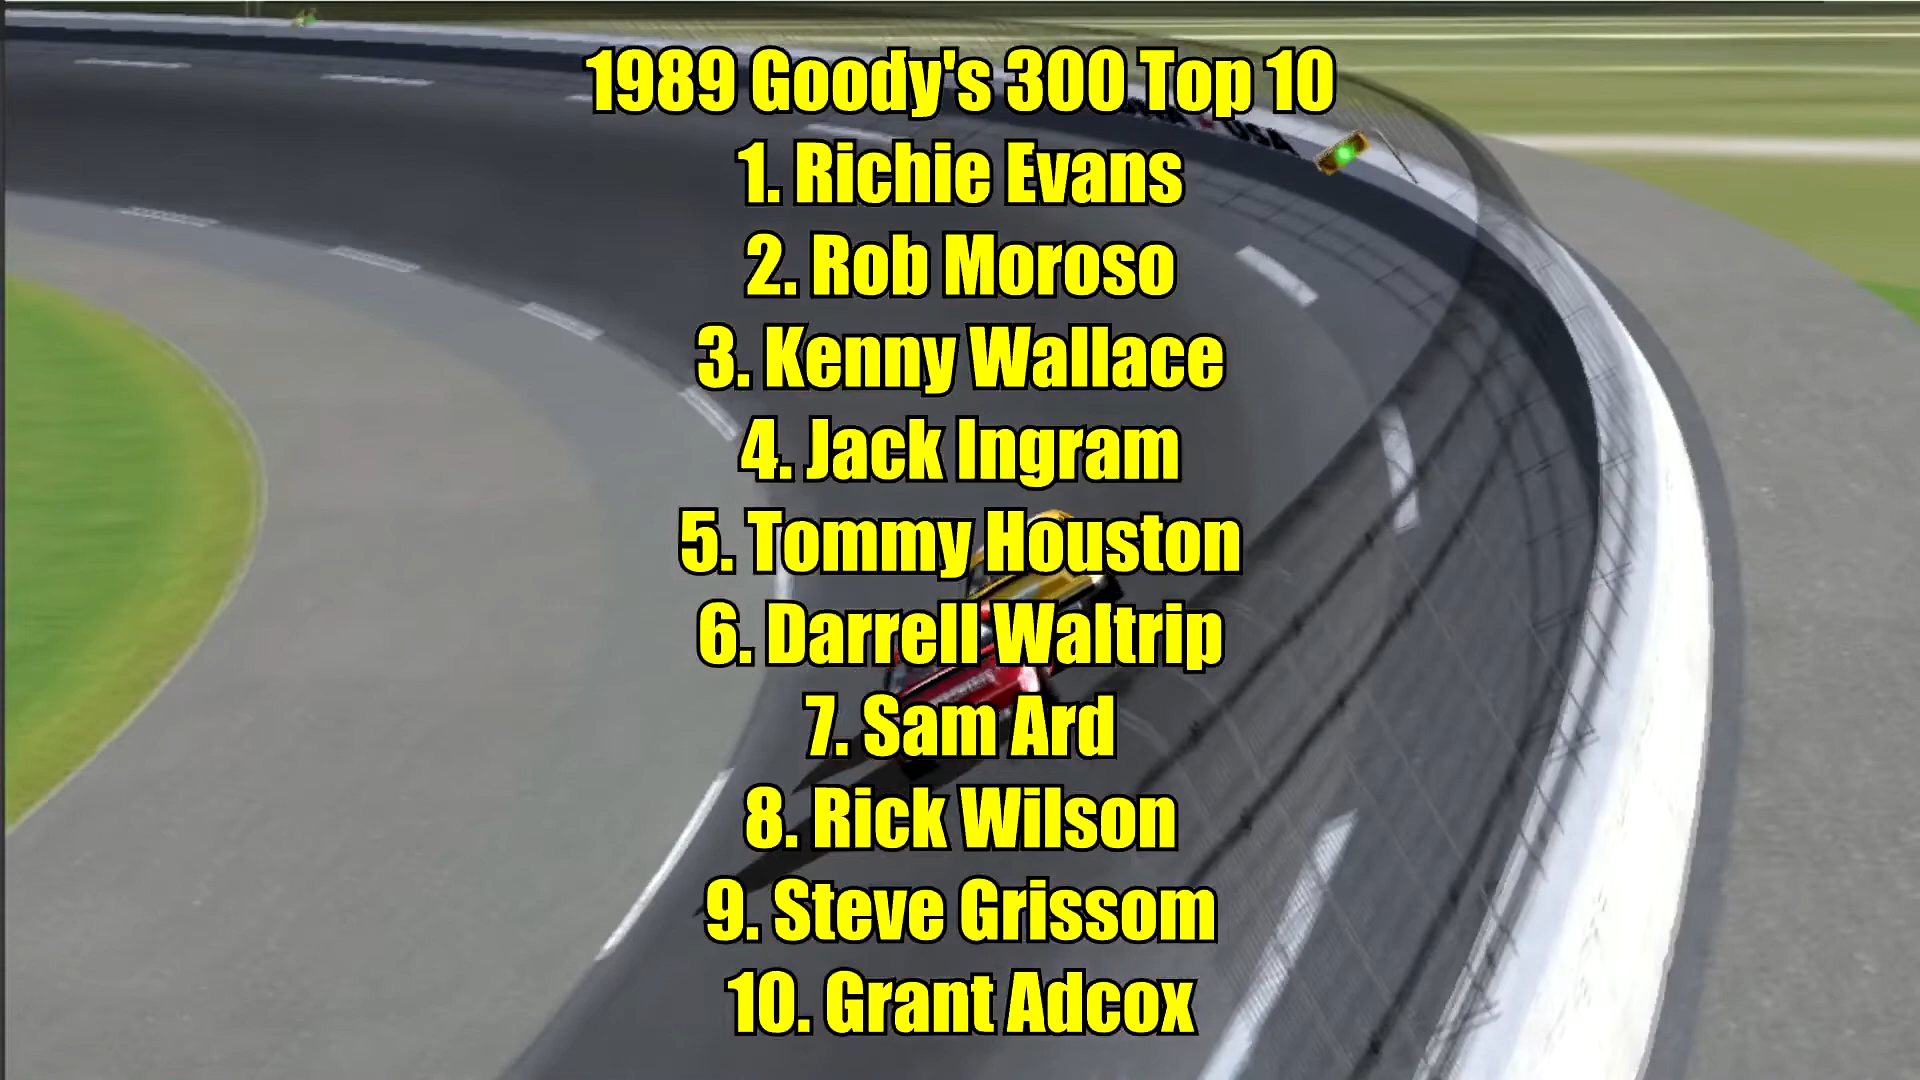 1989 Goody's 300 Top 10
1. Richie Evans
2. Rob Moroso
3. Kenny Wallace
4. Jack Ingram
5. Tommy Houston
6. Darrell Waltrip
7. Sam Ard
8. Rick Wilson
9. Steve Grissom
10. Grant Adcox
USA